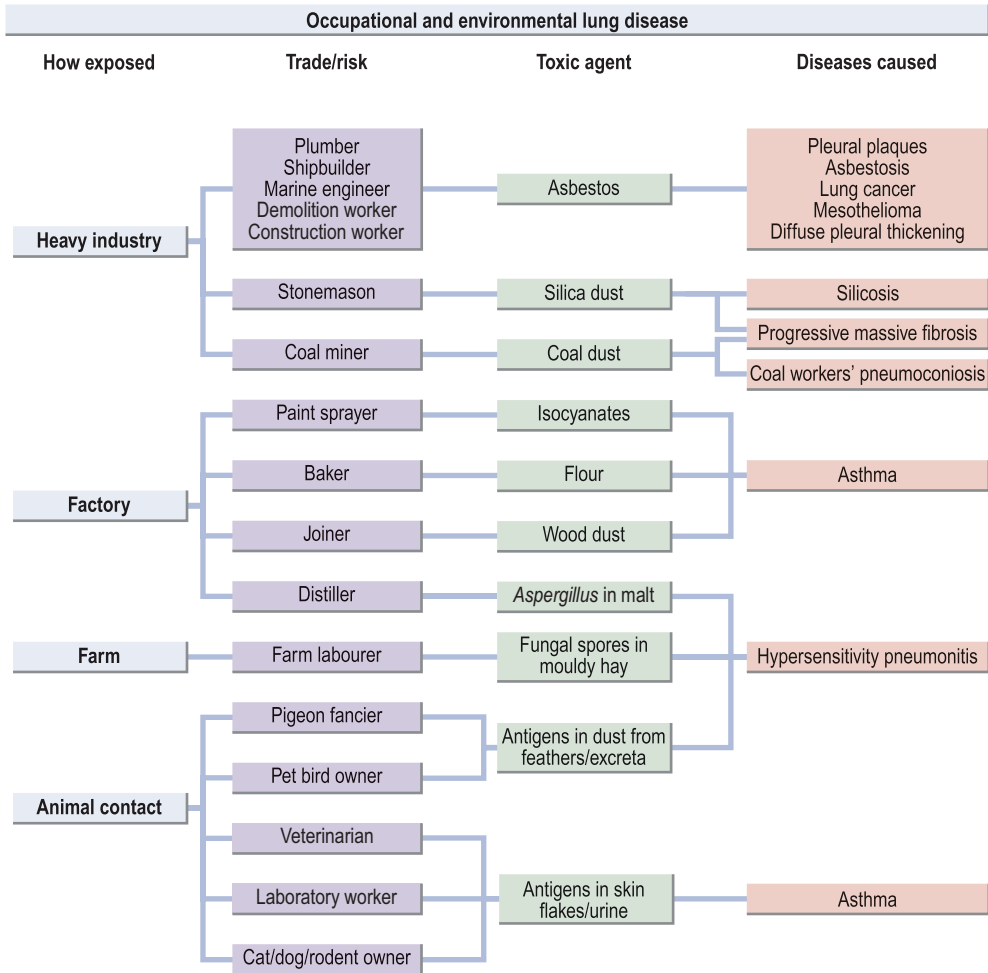 Occupational and environmental lung disease
How exposed
Trade/risk
Toxic agent
Diseases caused
Heavy industry
Plumber
Shipbuilder
Marine engineer
Demolition worker
Construction worker
Asbestos
Pleural plaques
Asbestosis
Lung cancer
Mesothelioma
Diffuse pleural thickening
Stonemason
Silica dust
Silicosis
Progressive massive fibrosis
Coal miner
Coal dust
Coal workers’ pneumoconiosis
Factory
Paint sprayer
Isocyanates
Baker
Flour
Asthma
Joiner
Wood dust
Distiller
Aspergillus in malt
Farm
Farm labourer
Fungal spores in
mouldy hay
Hypersensitivity pneumonitis
Animal contact
Pigeon fancier
Pet bird owner
Antigens in dust from
feathers/excreta
Veterinarian
Laboratory worker
Cat/dog/rodent owner
Antigens in skin
flakes/urine
Asthma